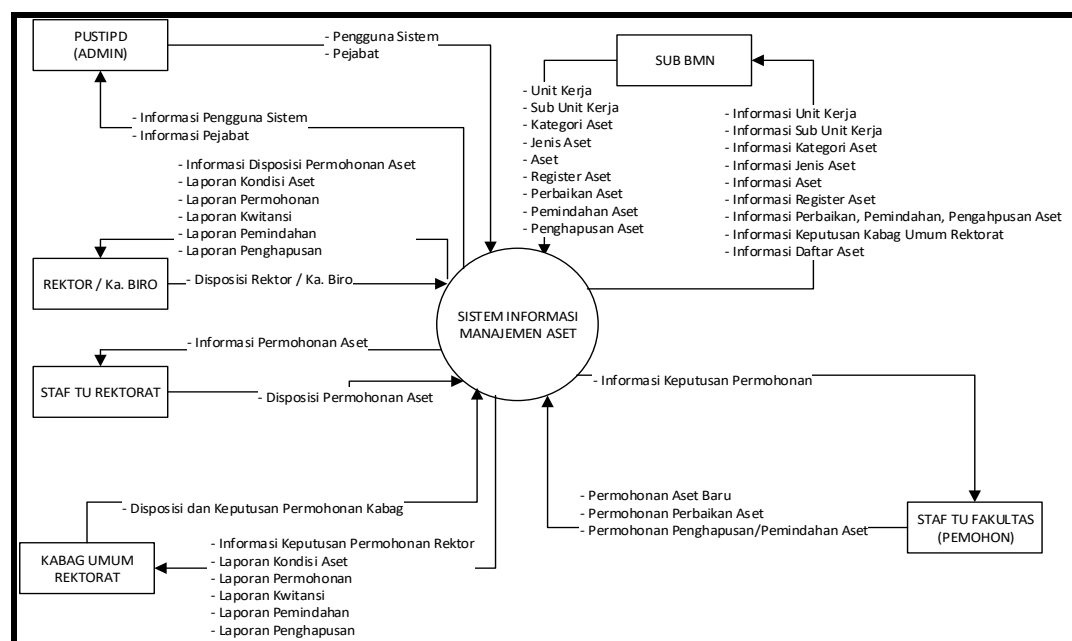 PUSTIPD
(ADMIN)
- Pengguna Sistem
- Pejabat
SUB BMN
- Unit Kerja
- Sub Unit Kerja
- Kategori Aset
- Jenis Aset
- Aset
- Register Aset
- Perbaikan Aset
- Pemindahan Aset
- Penghapusan Aset
- Informasi Unit Kerja
- Informasi Sub Unit Kerja
- Informasi Kategori Aset
- Informasi Jenis Aset
- Informasi Aset
- Informasi Register Aset
- Informasi Perbaikan, Pemindahan, Pengahpusan Aset
- Informasi Keputusan Kabag Umum Rektorat
- Informasi Daftar Aset
- Informasi Pengguna Sistem
- Informasi Pejabat
- Informasi Disposisi Permohonan Aset
- Laporan Kondisi Aset
- Laporan Permohonan
- Laporan Kwitansi
- Laporan Pemindahan
- Laporan Penghapusan
REKTOR / Ka. BIRO
- Disposisi Rektor / Ka. Biro
SISTEM INFORMASI
MANAJEMEN ASET
- Informasi Permohonan Aset
STAF TU REKTORAT
- Disposisi Permohonan Aset
- Informasi Keputusan Permohonan
- Permohonan Aset Baru
- Permohonan Perbaikan Aset
- Permohonan Penghapusan/Pemindahan Aset
STAF TU FAKULTAS
(PEMOHON)
- Disposisi dan Keputusan Permohonan Kabag
KABAG UMUM
REKTORAT
- Informasi Keputusan Permohonan Rektor
- Laporan Kondisi Aset
- Laporan Permohonan
- Laporan Kwitansi
- Laporan Pemindahan
- Laporan Penghapusan